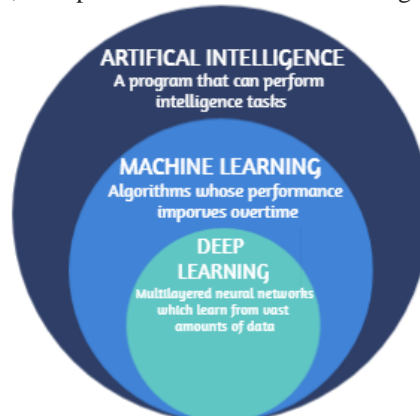 ARTIFICAL INTELLIGENCE
A program that can perform
intelligence tasks
MACHINE LEARNING
Algorithms whose performance
imporves overtime
DEEP
LEARNING
Multilayered neural networks
which learn from vast
amounts of data